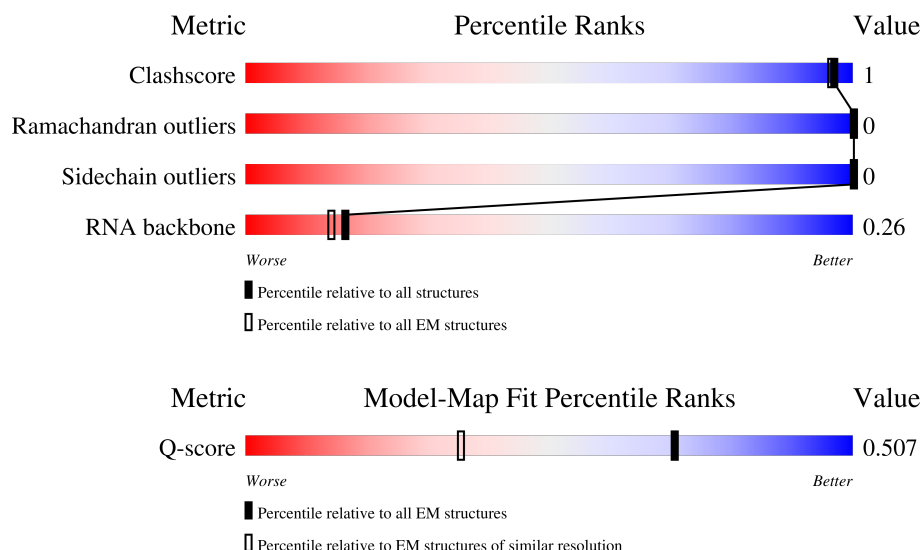 Metric Percentile Ranks Value
Clashscore 1
Ramachandran outliers 0
Sidechain outliers 0
RNA backbone 0.26
Worse Better
Percentile relative to all structures
Percentile relative to all EM structures
Metric Model-Map Fit Percentile Ranks Value
Q-score 0.507
Worse Better
Percentile relative to all EM structures
Percentile relative to EM structures of similar resolution